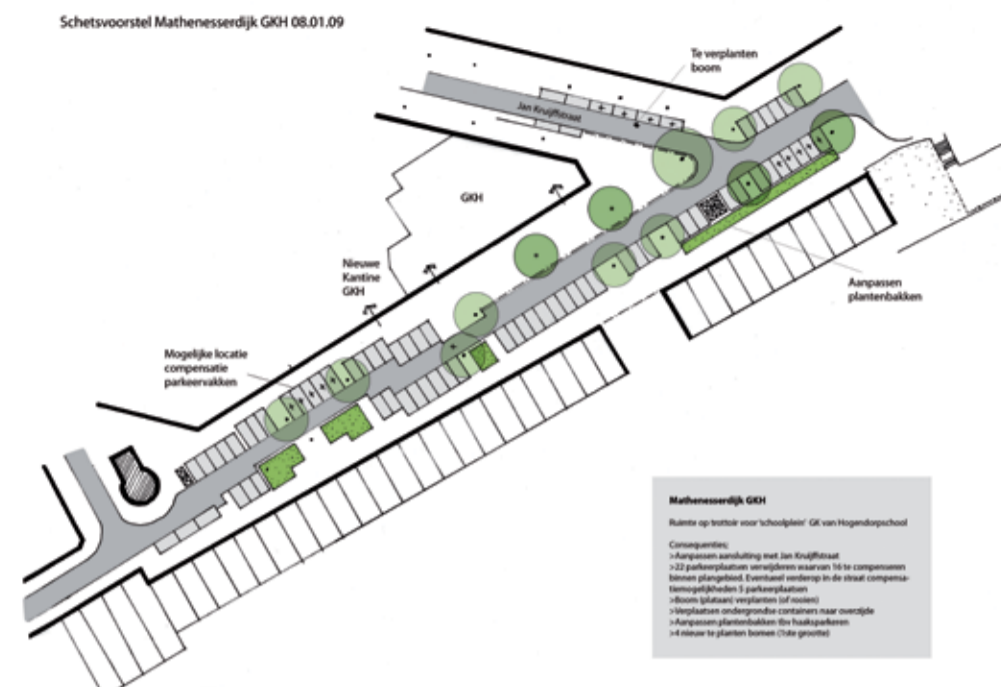 Schetsvoorstel Mathenesserdijk GKH 08.01.09
Te verplanten
boom
Jan Kruijffstraat
GKH
Nieuwe
Kantine
GKH
Aanpassen
plantenbakken
Mogelijke locatie
compensatie
parkeervakken
Mathenesserdijk GKH
Ruimte op trottoir voor 'schoolplein' GK van Hogendorpschool
Consequenties;
>Aanpassen aansluiting met Jan Kruijffstraat
>22 parkeerplaatsen verwijderen waarvan 16 te compenseren
binnen plangebied. Eventueel verderop in de straat compensa-
tiemogelijkheden 5 parkeerplaatsen
>Boom (plataan) verplanten (of rooien)
>Verplaatsen ondergrondse containers naar overzijde
>Aanpassen plantenbakken tbv haaksparkeren
>4 nieuw te planten bomen (1ste grootte)